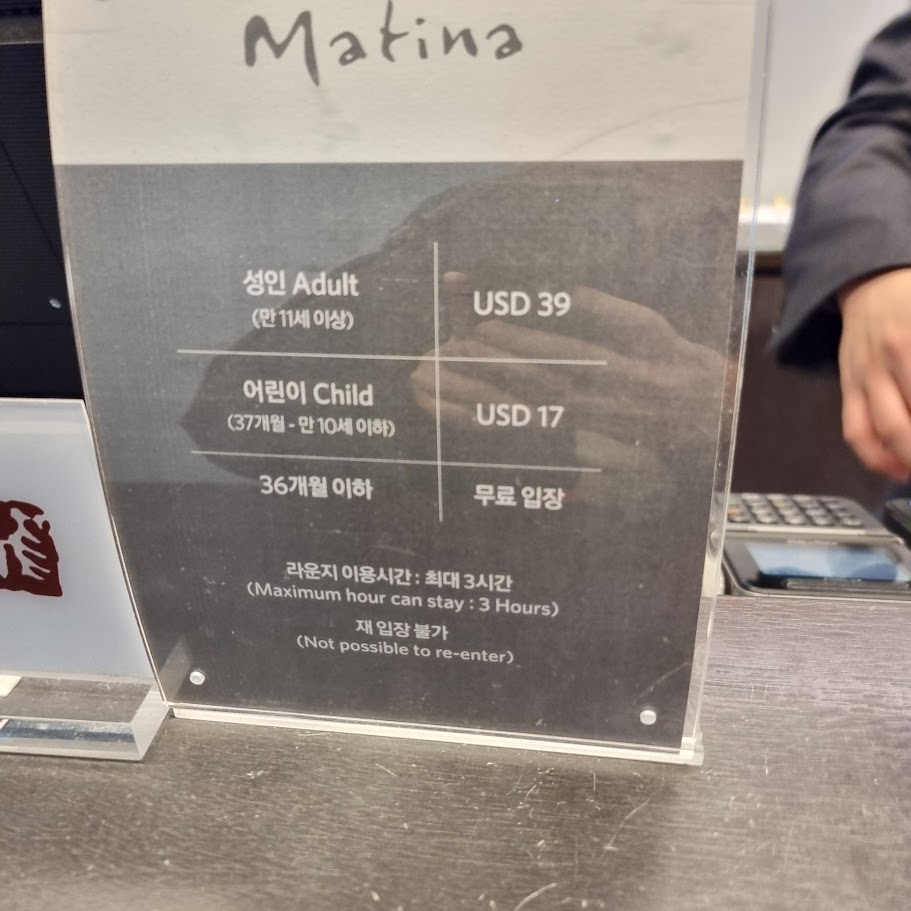 Matina
성인 Adult
(만 11세 이상)
USD 39
어린이 Child
(37개월 - 만 10세 이하)
USD 17
36개월 이하
무료 입장
라운지 이용시간 : 최대 3시간
(Maximum hour can stay : 3 Hours)
재 입장 불가
(Not possible to re-enter)